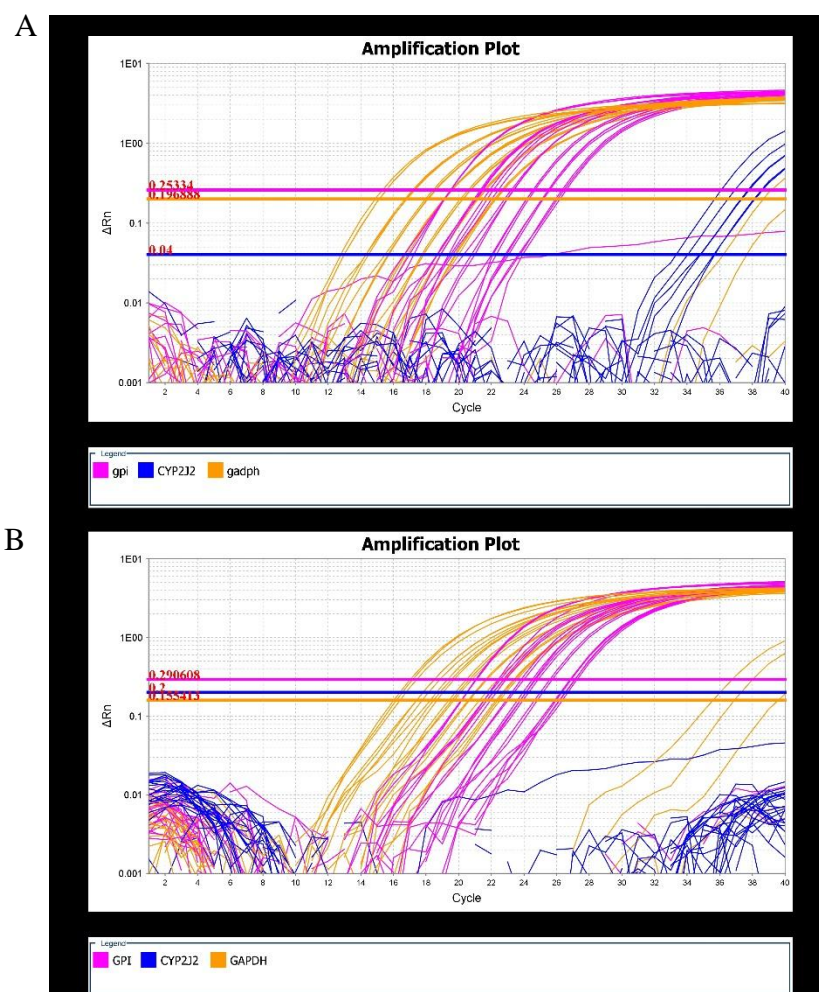 A
Amplification Plot
1E01
1E00
0.25334
0.196888
0.1
0.04
0.01
0.001
ΔRn
2 4 6 8 10 12 14 16 18 20 22 24 26 28 30 32 34 36 38 40
Cycle
Legend
gpi CYP2J2 gadph
B
Amplification Plot
1E01
1E00
0.290608
0.2
0.155413
0.1
0.01
0.001
ΔRn
2 4 6 8 10 12 14 16 18 20 22 24 26 28 30 32 34 36 38 40
Cycle
Legend
GPI CYP2J2 GAPDH